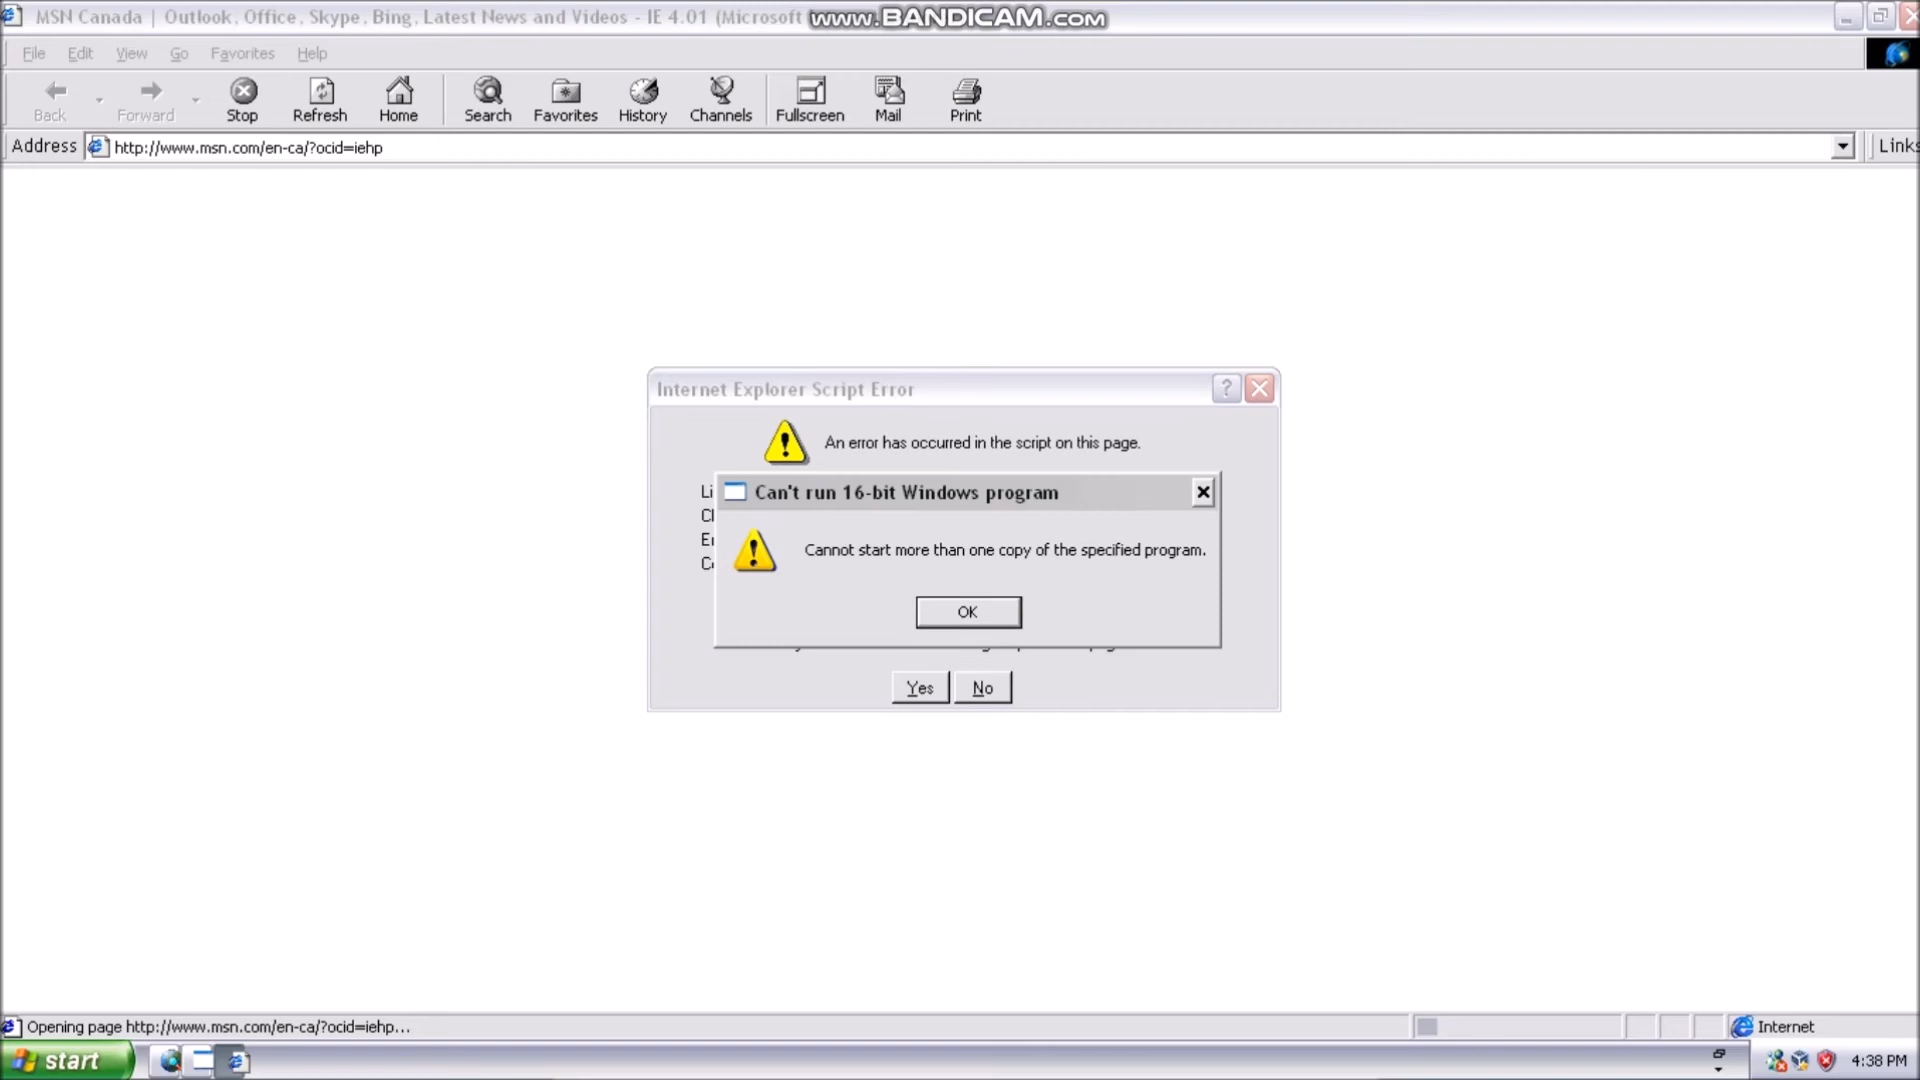 MSN Canada | Outlook, Office, Skype, Bing, Latest News and Videos - IE 4.01 (Microsoft
www.BANDICAM.com
File Edit View Go Favorites Help
Back Forward Stop Refresh Home Search Favorites History Channels Fullscreen Mail Print
Address http://www.msn.com/en-ca/?ocid=iehp Links
Internet Explorer Script Error
An error has occurred in the script on this page.
Can't run 16-bit Windows program
Cannot start more than one copy of the specified program.
OK
Yes No
Opening page http://www.msn.com/en-ca/?ocid=iehp... Internet
start 4:38 PM